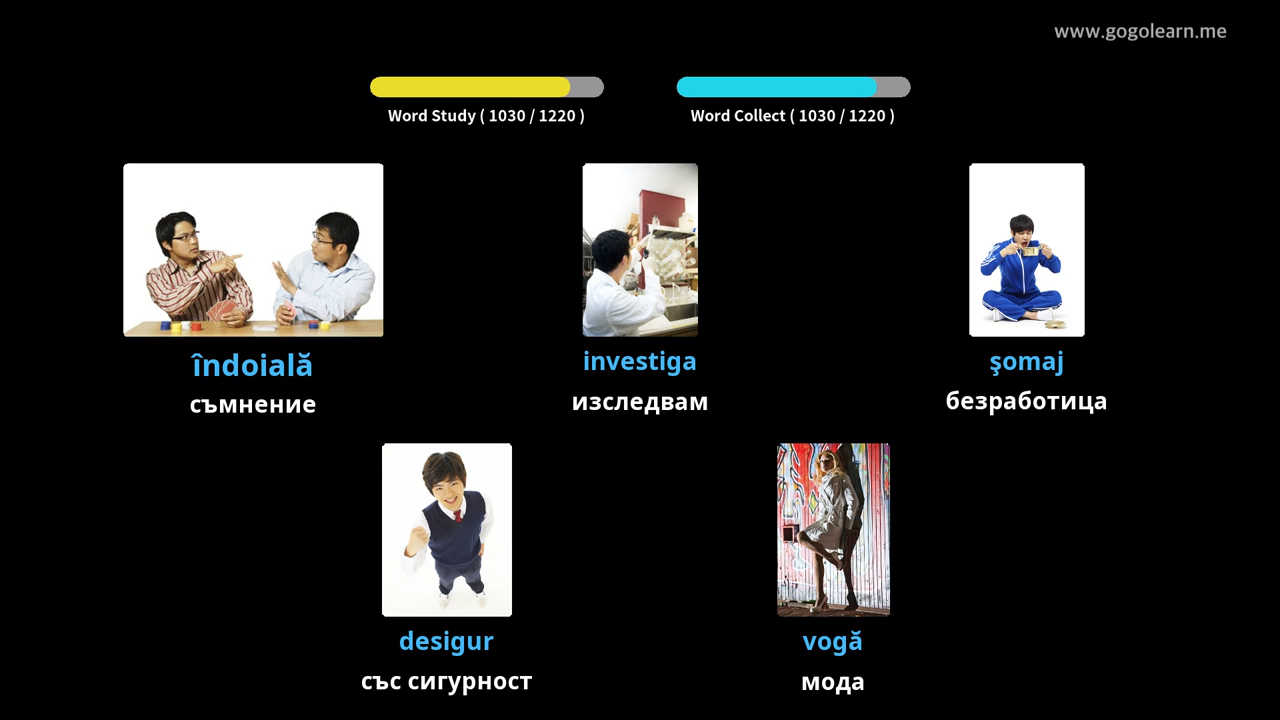 www.gogolearn.me
Word Study ( 1030 / 1220 )
Word Collect ( 1030 / 1220 )
îndoială
съмнение
investiga
изследвам
şomaj
безработица
desigur
със сигурност
vogă
мода